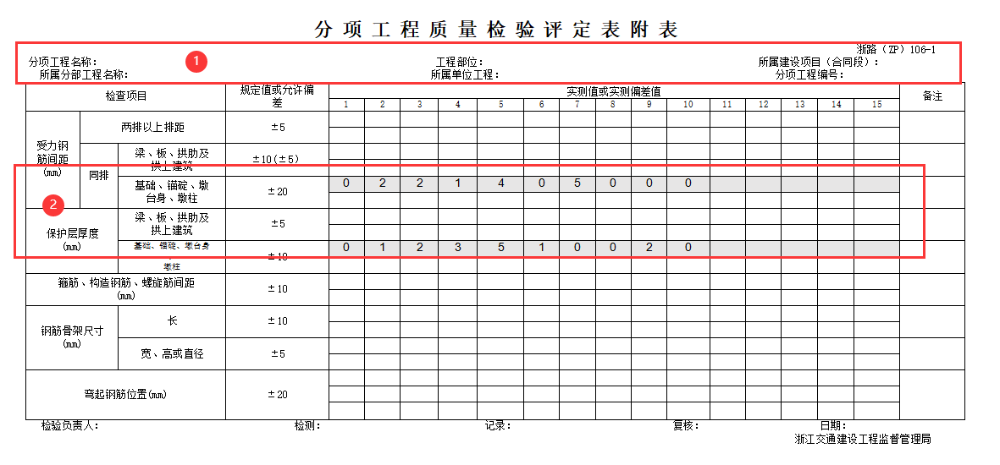 分项工程质量检验评定表附表
浙路（ZP）106-1
分项工程名称： 工程部位： 所属建设项目（合同段）：
所属分部工程名称： 所属单位工程： 分项工程编号：
1
检查项目 规定值或允许偏差 实测值或实测偏差值 备注
1 2 3 4 5 6 7 8 9 10 11 12 13 14 15
受力钢筋间距(mm) 两排以上排距 ±5
同排 梁、板、拱肋及拱上建筑 ±10(±5)
基础、锚碇、墩台身、墩柱 ±20 0 2 2 1 4 0 5 0 0 0
2
保护层厚度(mm) 梁、板、拱肋及拱上建筑 ±5
基础、锚碇、墩台身、墩柱 ±10 0 1 2 3 5 1 0 0 2 0
箍筋、构造钢筋、螺旋筋间距(mm) ±10
钢筋骨架尺寸(mm) 长 ±10
宽、高或直径 ±5
弯起钢筋位置(mm) ±20
检验负责人： 检测： 记录： 复核： 日期：
浙江交通建设工程监督管理局